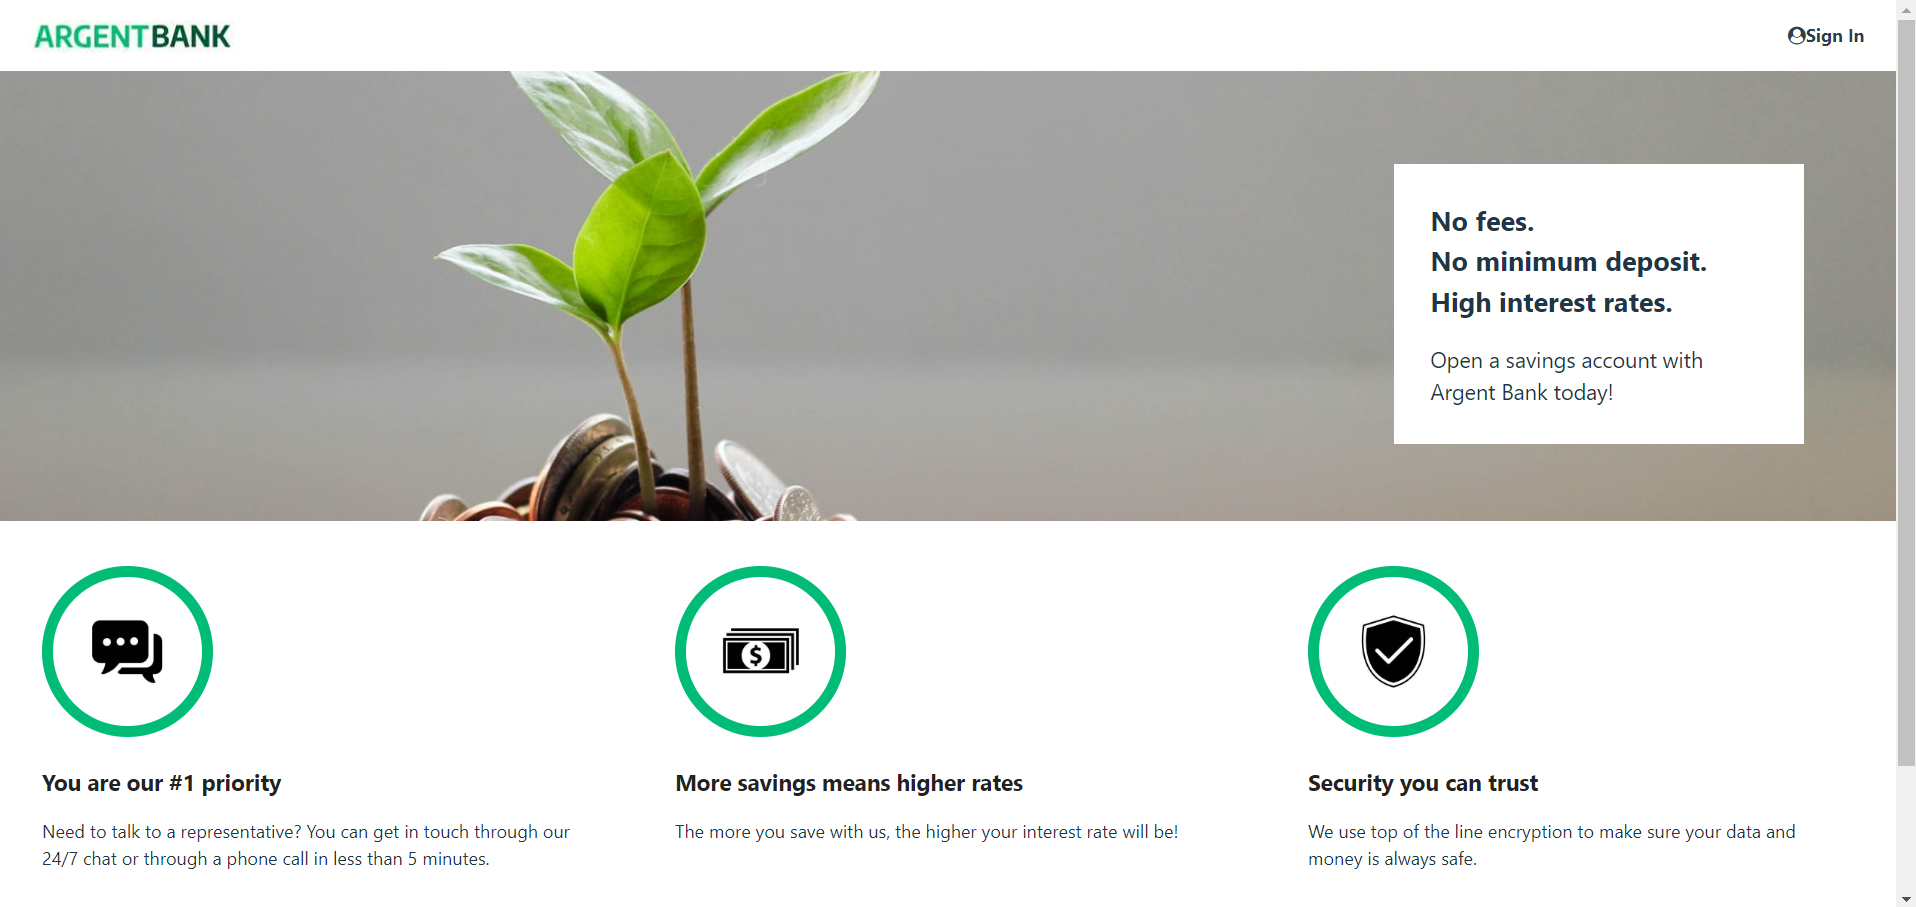 ARGENTBANK
Sign In
No fees.
No minimum deposit.
High interest rates.
Open a savings account with
Argent Bank today!
$
You are our #1 priority
Need to talk to a representative? You can get in touch through our
24/7 chat or through a phone call in less than 5 minutes.
More savings means higher rates
The more you save with us, the higher your interest rate will be!
Security you can trust
We use top of the line encryption to make sure your data and
money is always safe.